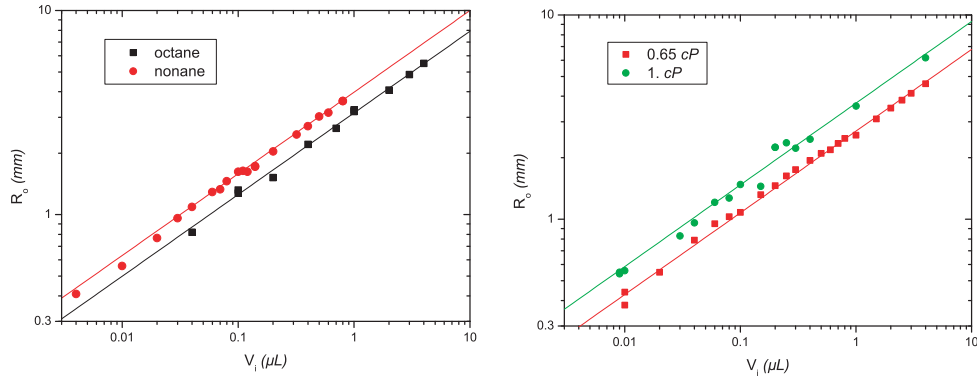 10
1
0.3
R_o (mm)
octane
nonane
0.01
0.1
1
10
V_i (μL)
10
1
0.3
R_o (mm)
0.65 cP
1. cP
0.01
0.1
1
10
V_i (μL)